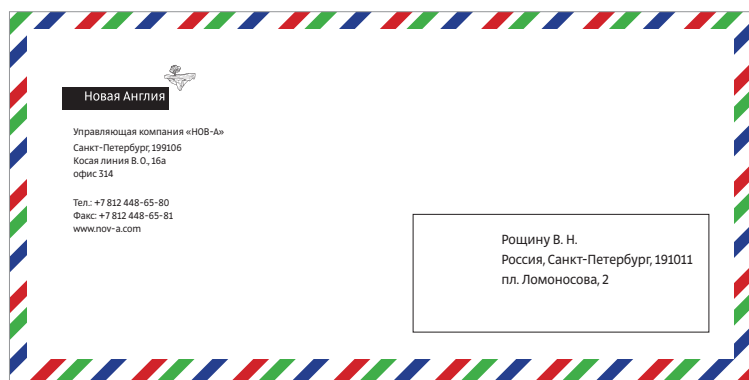 Новая Англия
Управляющая компания «НОВ-А»
Санкт-Петербург, 199106
Косая линия В. О., 16а
офис 314
Тел.: +7 812 448-65-80
Факс: +7 812 448-65-81
www.nov-a.com
Рощину В. Н.
Россия, Санкт-Петербург, 191011
пл. Ломоносова, 2